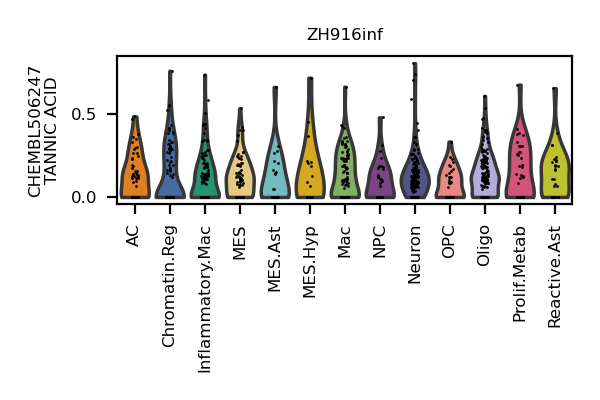 ZH916inf
CHEMBL506247
TANNIC ACID
0.5
0.0
AC
Chromatin.Reg
Inflammatory.Mac
MES
MES.Ast
MES.Hyp
Mac
NPC
Neuron
OPC
Oligo
Prolif.Metab
Reactive.Ast